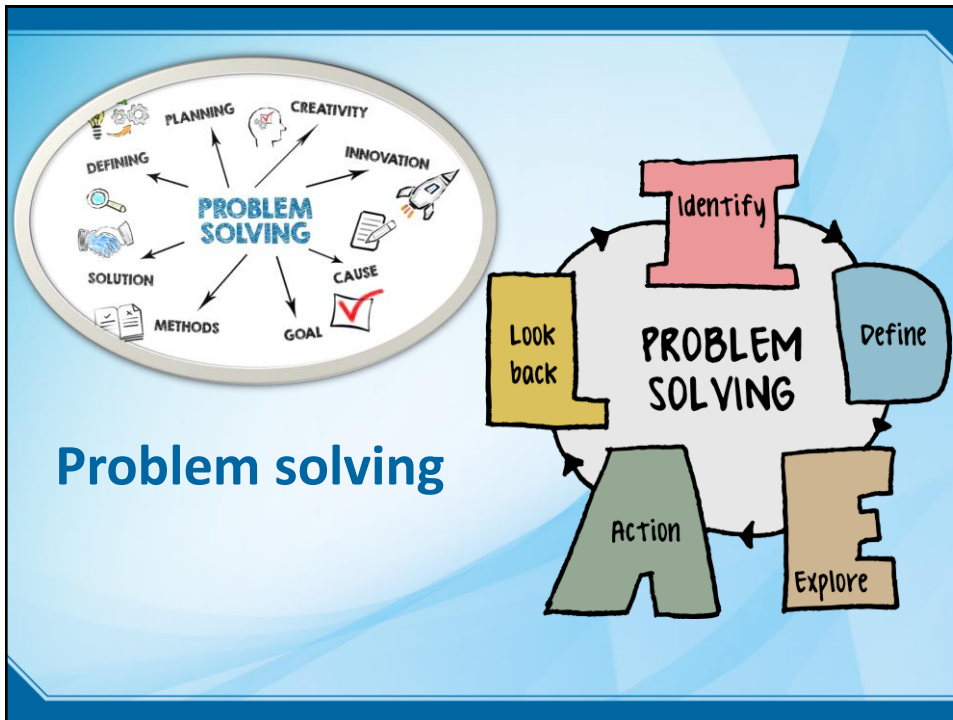 PLANNING
CREATIVITY
DEFINING
INNOVATION
PROBLEM
SOLVING
SOLUTION
CAUSE
METHODS
GOAL
Problem solving
Identify
Define
Explore
Action
Look
back
PROBLEM
SOLVING